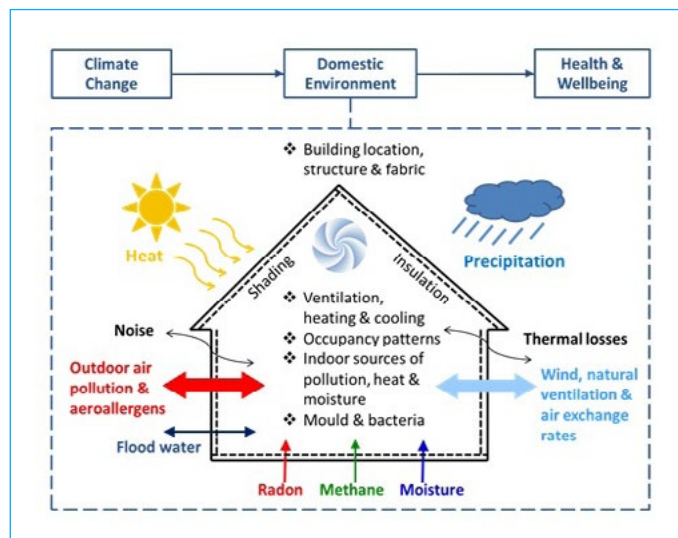 Climate
Change
Domestic
Environment
Health &
Wellbeing
❖ Building location,
structure & fabric
Heat
Precipitation
Shading
Insulation
❖ Ventilation,
heating & cooling
❖ Occupancy patterns
❖ Indoor sources of
pollution, heat &
moisture
❖ Mould & bacteria
Noise
Thermal losses
Outdoor air
pollution &
aeroallergens
Wind, natural
ventilation &
air exchange
rates
Flood water
Radon
Methane
Moisture